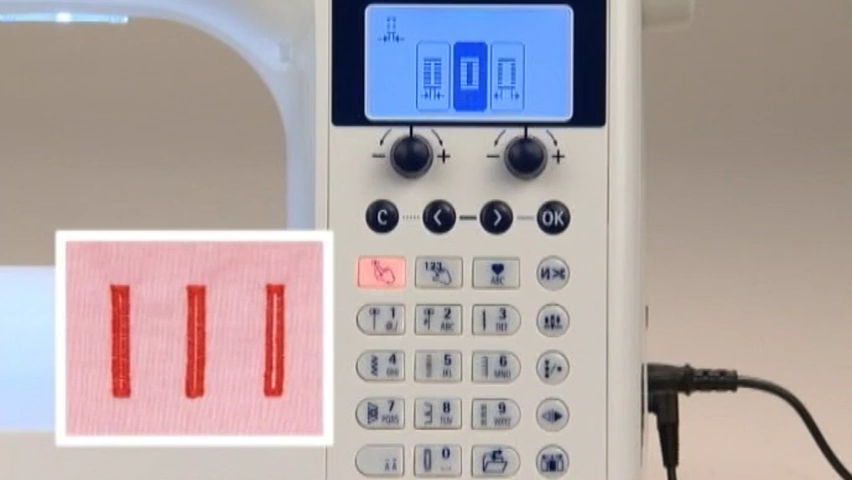 − + − +
C OK
123
ABC
1 2 3
@./ ABC DEF
4 5 6
GHI JKL MNO
7 8 9
PQRS TUV WXYZ
0